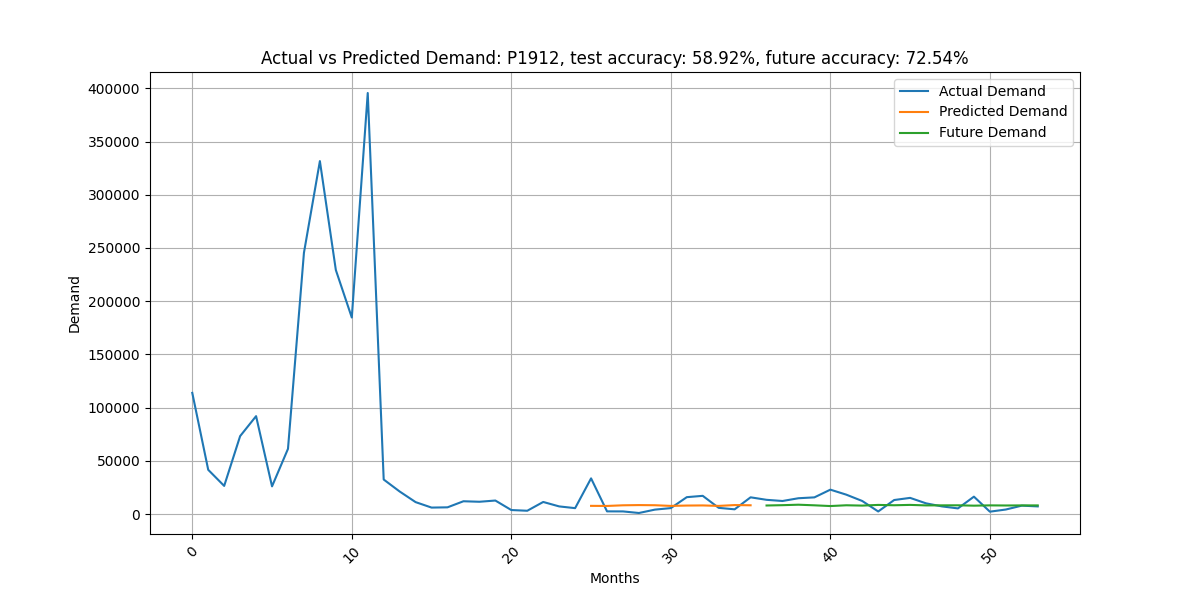 Actual vs Predicted Demand: P1912, test accuracy: 58.92%, future accuracy: 72.54%
Actual Demand
Predicted Demand
Future Demand
400000
350000
300000
250000
200000
150000
100000
50000
0
Demand
0 10 20 30 40 50
Months